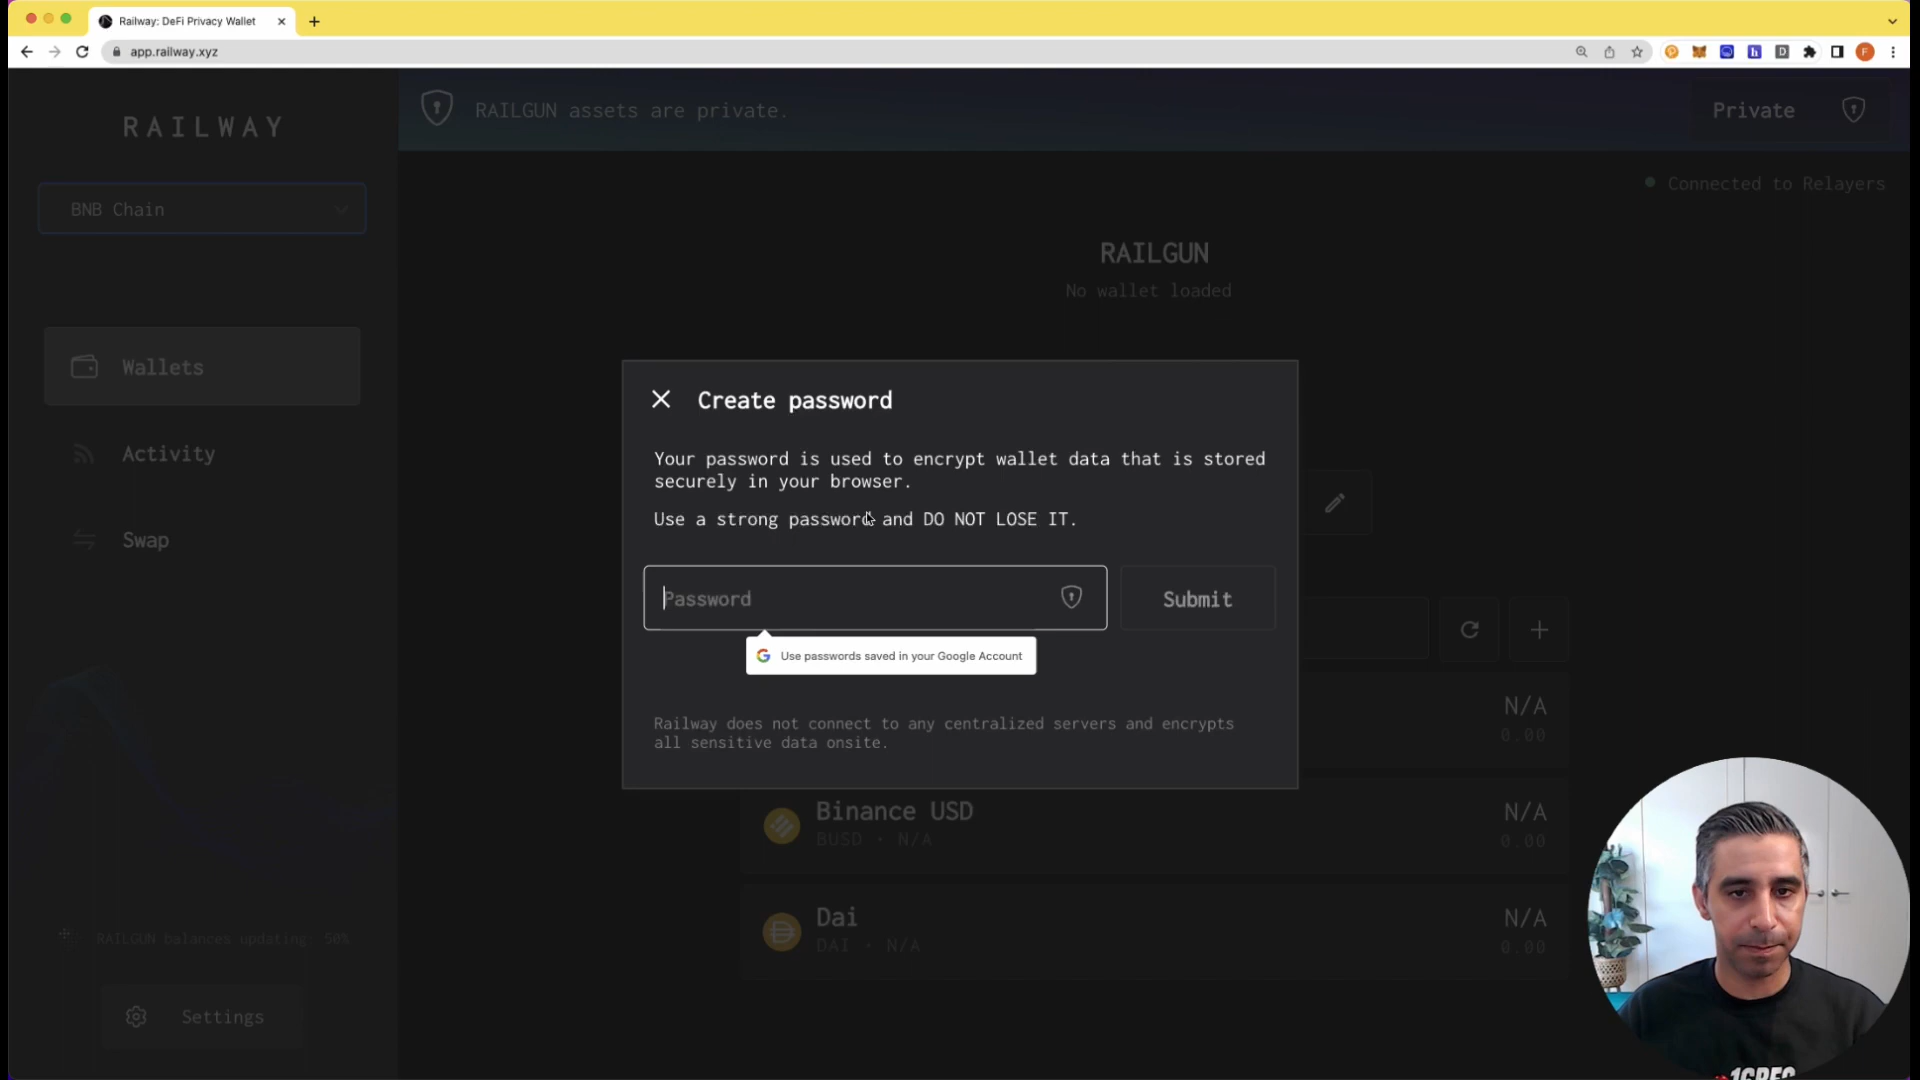 Railway: DeFi Privacy Wallet
app.railway.xyz
F
RAILWAY
RAILGUN assets are private.
Private
BNB Chain
Connected to Relayers
RAILGUN
No wallet loaded
Wallets
Activity
Swap
Create password
Your password is used to encrypt wallet data that is stored
securely in your browser.
Use a strong password and DO NOT LOSE IT.
Password
Submit
Use passwords saved in your Google Account
Railway does not connect to any centralized servers and encrypts
all sensitive data onsite.
N/A
0.00
Binance USD
BUSD · N/A
N/A
0.00
Dai
DAI · N/A
N/A
0.00
RAILGUN balances updating: 50%
Settings